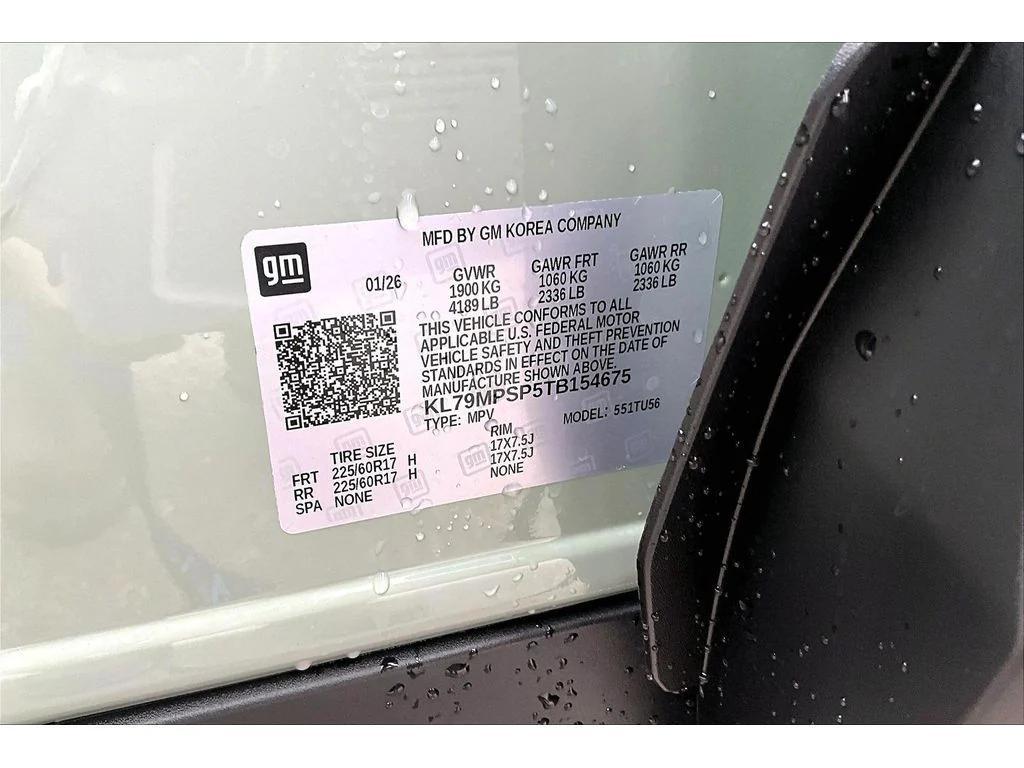 MFD BY GM KOREA COMPANY
gm
01/26
GVWR
1900 KG
4189 LB
GAWR FRT
1060 KG
2336 LB
GAWR RR
1060 KG
2336 LB
THIS VEHICLE CONFORMS TO ALL
APPLICABLE U.S. FEDERAL MOTOR
VEHICLE SAFETY AND THEFT PREVENTION
STANDARDS IN EFFECT ON THE DATE OF
MANUFACTURE SHOWN ABOVE.
KL79MPSP5TB154675
TYPE: MPV MODEL: 551TU56
TIRE SIZE RIM
FRT 225/60R17 H 17X7.5J
RR 225/60R17 H 17X7.5J
SPA NONE NONE